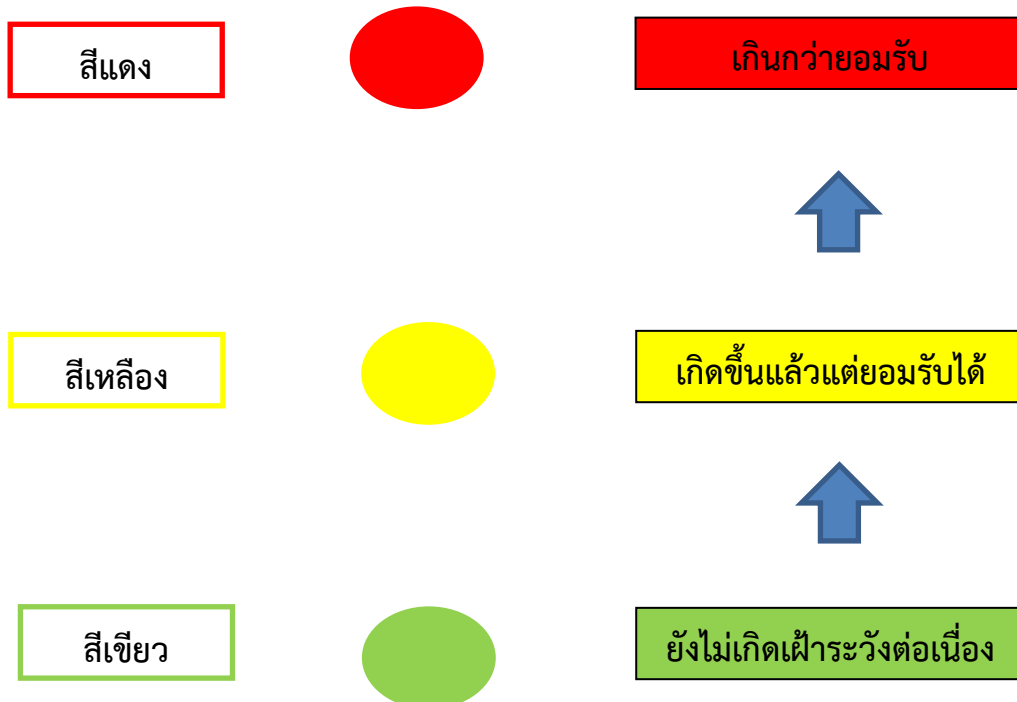 สีแดง
เกินกว่ายอมรับ
สีเหลือง
เกิดขึ้นแล้วแต่ยอมรับได้
สีเขียว
ยังไม่เกิดเฝ้าระวังต่อเนื่อง